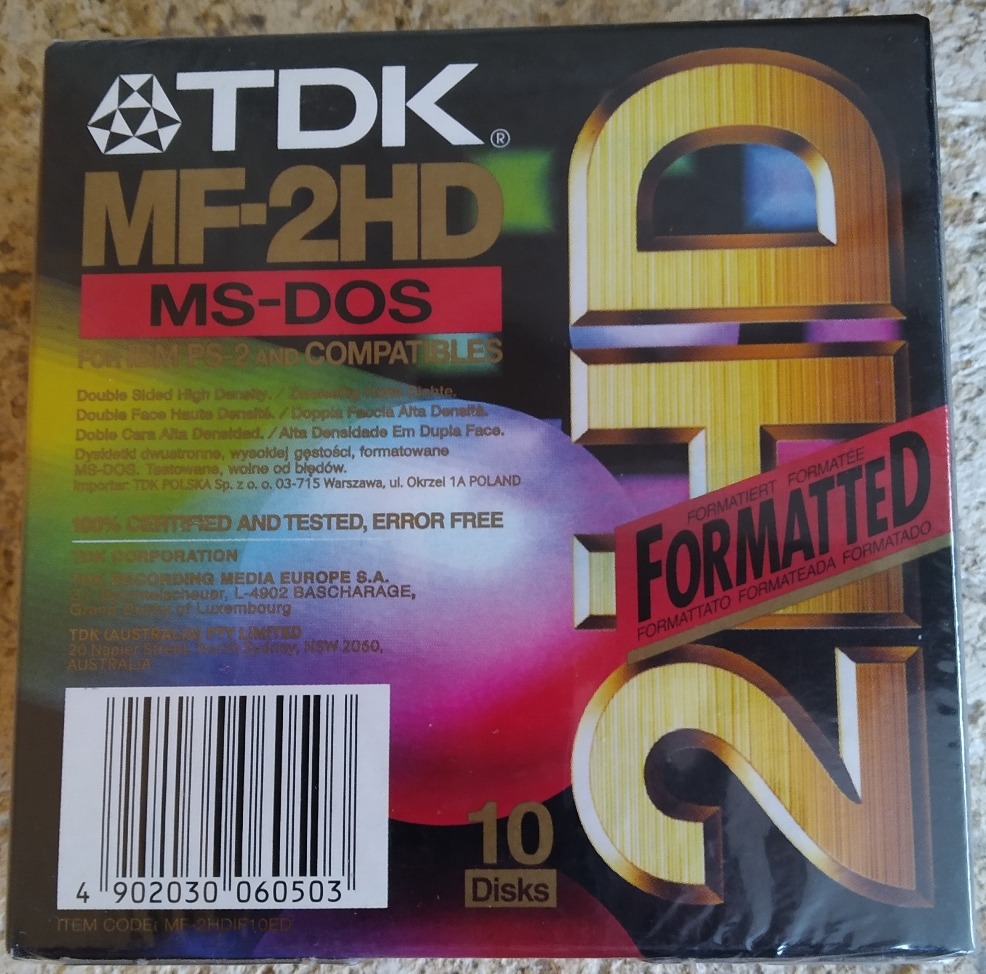 TDK®
MF-2HD
MS-DOS
FOR IBM PS-2 AND COMPATIBLES
Double Sided High Density. /
Double Face Haute Densité. / Doppia Faccia Alta Densità.
Doble Cara Alta Densidad. / Alta Densidade Em Dupla Face.
Dyskietki dwustronne, wysokiej gęstości, formatowane
MS-DOS. Testowane, wolne od błędów.
Importer: TDK POLSKA Sp. z o. o. 03-715 Warszawa, ul. Okrzei 1A POLAND
100% CERTIFIED AND TESTED, ERROR FREE
TDK CORPORATION
TDK RECORDING MEDIA EUROPE S.A.
L-4902 BASCHARAGE,
Grand Duchy of Luxembourg
TDK (AUSTRALIA) PTY LIMITED
20 Napier Street, North Sydney, NSW 2060,
AUSTRALIA
4 902030 060503
ITEM CODE: MF-2HDIF10ED
10
Disks
2HD
FORMATIERT FORMATEE
FORMATTED
FORMATTATO FORMATEADA FORMATADO